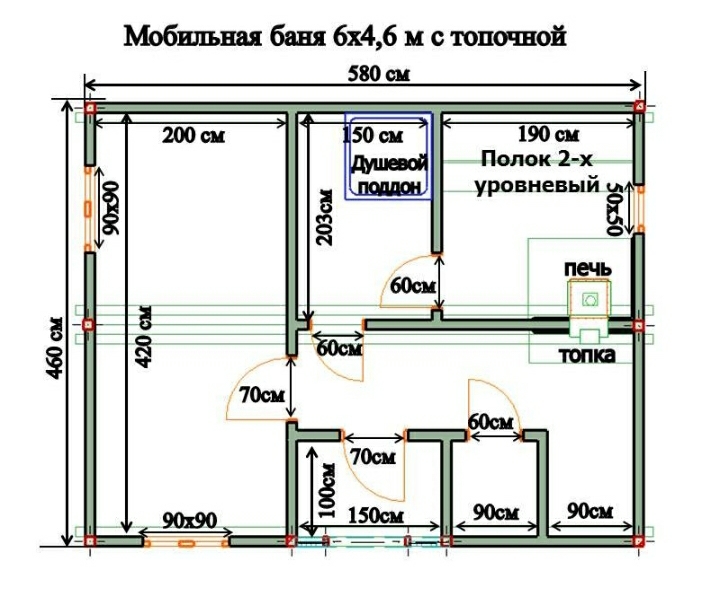 Мобильная баня 6х4,6 м с топочной
580 см
200 см
150 см
190 см
Душевой
поддон
Полок 2-х
уровневый
90х90
203см
50х50
60см
печь
460 см
420 см
60см
топка
70см
60см
70см
100см
90х90
150см
90см
90см